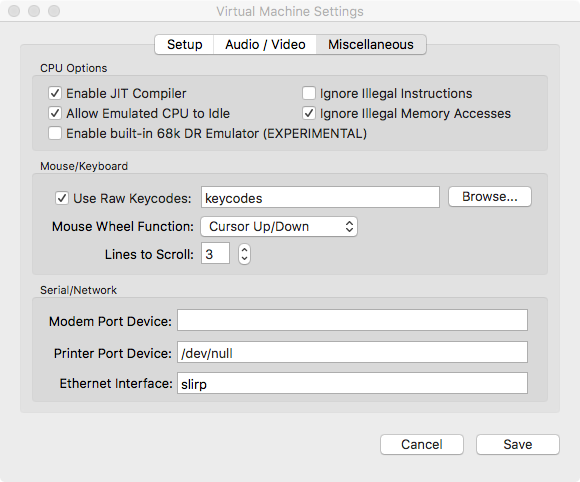 Virtual Machine Settings
Setup Audio / Video Miscellaneous
CPU Options
Enable JIT Compiler Ignore Illegal Instructions
Allow Emulated CPU to Idle Ignore Illegal Memory Accesses
Enable built-in 68k DR Emulator (EXPERIMENTAL)
Mouse/Keyboard
Use Raw Keycodes: keycodes Browse...
Mouse Wheel Function: Cursor Up/Down
Lines to Scroll: 3
Serial/Network
Modem Port Device:
Printer Port Device: /dev/null
Ethernet Interface: slirp
Cancel Save